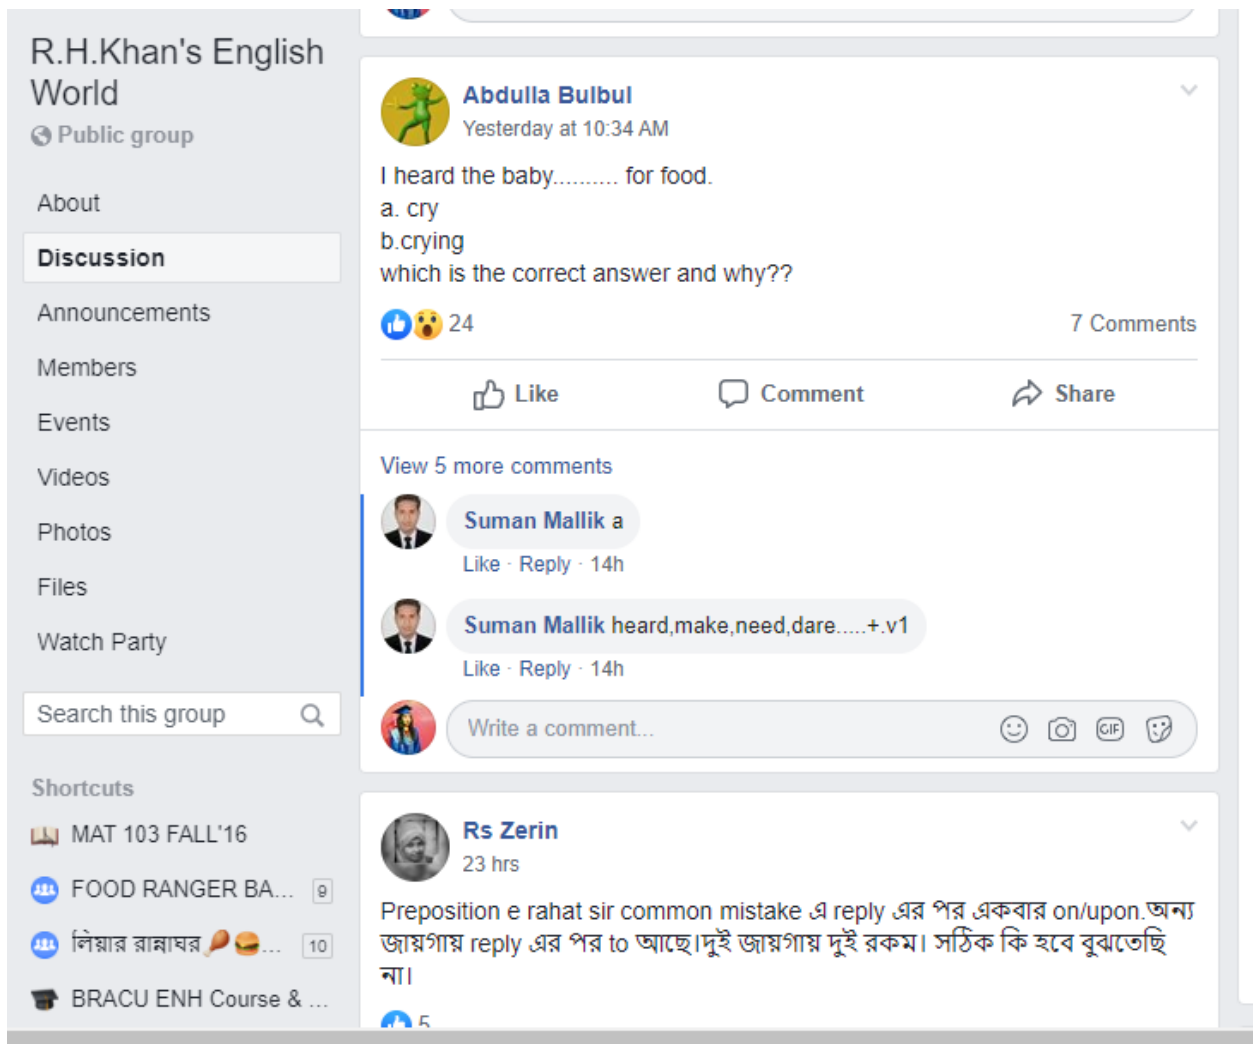 R.H.Khan's English
World
Public group
About
Discussion
Announcements
Members
Events
Videos
Photos
Files
Watch Party
Search this group
Shortcuts
MAT 103 FALL'16
FOOD RANGER BA... 9
লিয়ার রান্নাঘর 🍗🍔... 10
BRACU ENH Course & ...
Abdulla Bulbul
Yesterday at 10:34 AM
I heard the baby.......... for food.
a. cry
b.crying
which is the correct answer and why??
24
7 Comments
Like Comment Share
View 5 more comments
Suman Mallik a
Like · Reply · 14h
Suman Mallik heard,make,need,dare.....+.v1
Like · Reply · 14h
Write a comment...
GIF
Rs Zerin
23 hrs
Preposition e rahat sir common mistake এ reply এর পর একবার on/upon.অন্য
জায়গায় reply এর পর to আছে।দুই জায়গায় দুই রকম। সঠিক কি হবে বুঝতেছি
না।
5